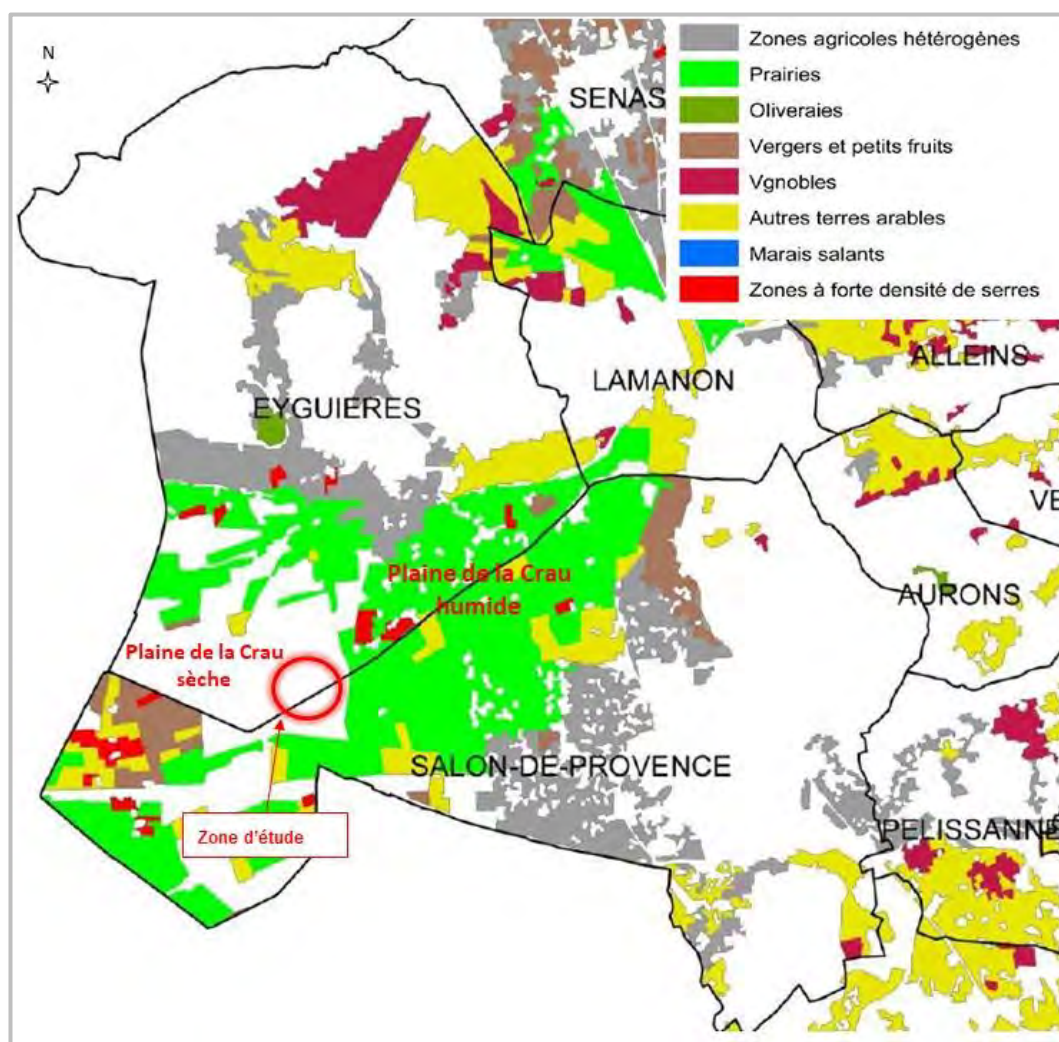 N
Zones agricoles hétérogènes
Prairies
Oliveraies
Vergers et petits fruits
Vgnobles
Autres terres arables
Marais salants
Zones à forte densité de serres
SENAS
ALLEINS
LAMANON
EYGUIERES
VE
Plaine de la Crau
humide
AURONS
Plaine de la Crau
sèche
SALON-DE-PROVENCE
Zone d'étude
PELISSANNE